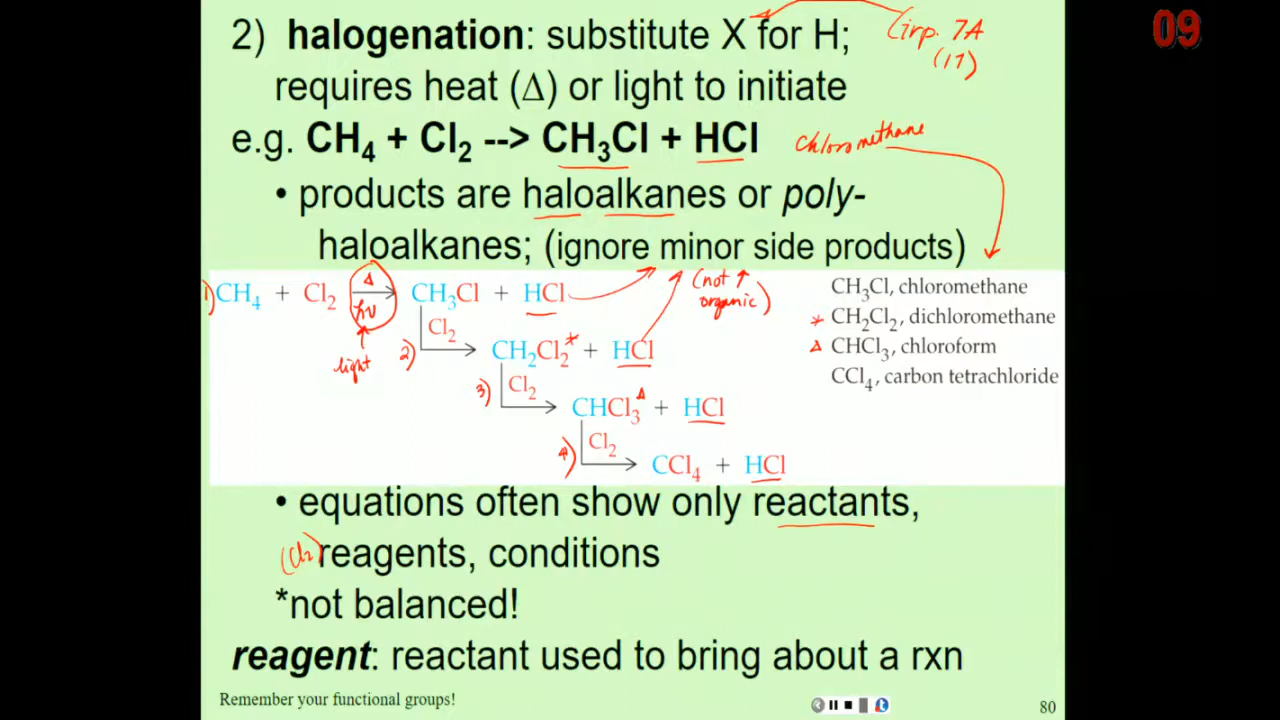 2) halogenation: substitute X for H;
(grp. 7A
(17)
09
requires heat (Δ) or light to initiate
e.g. CH₄ + Cl₂ --> CH₃Cl + HCl
chloromethane
• products are haloalkanes or poly-
haloalkanes; (ignore minor side products)
1) CH₄ + Cl₂ Δ hν CH₃Cl + HCl
(not ↑ organic)
light
2) Cl₂ CH₂Cl₂* + HCl
3) Cl₂ CHCl₃Δ + HCl
4) Cl₂ CCl₄ + HCl
CH₃Cl, chloromethane
* CH₂Cl₂, dichloromethane
Δ CHCl₃, chloroform
CCl₄, carbon tetrachloride
• equations often show only reactants,
(Cl₂) reagents, conditions
*not balanced!
reagent: reactant used to bring about a rxn
Remember your functional groups!
80